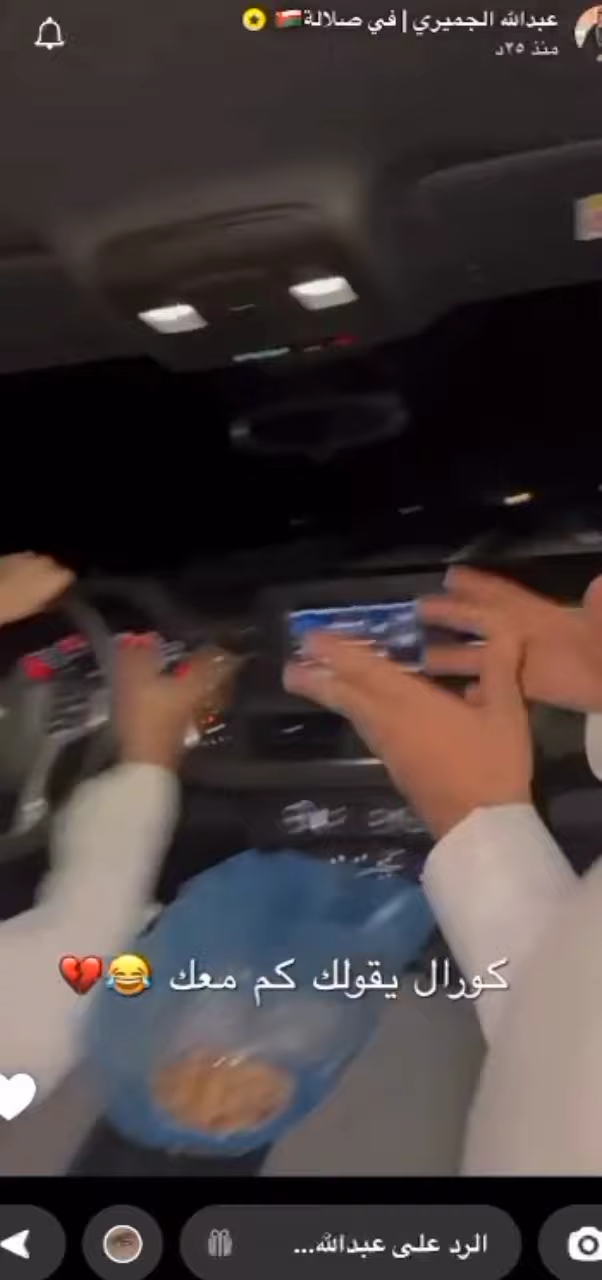 عبدالله الجميري | في صلالة🇴🇲
منذ ٢٥د
كورال يقولك كم معك 😂💔
الرد على عبدالله...